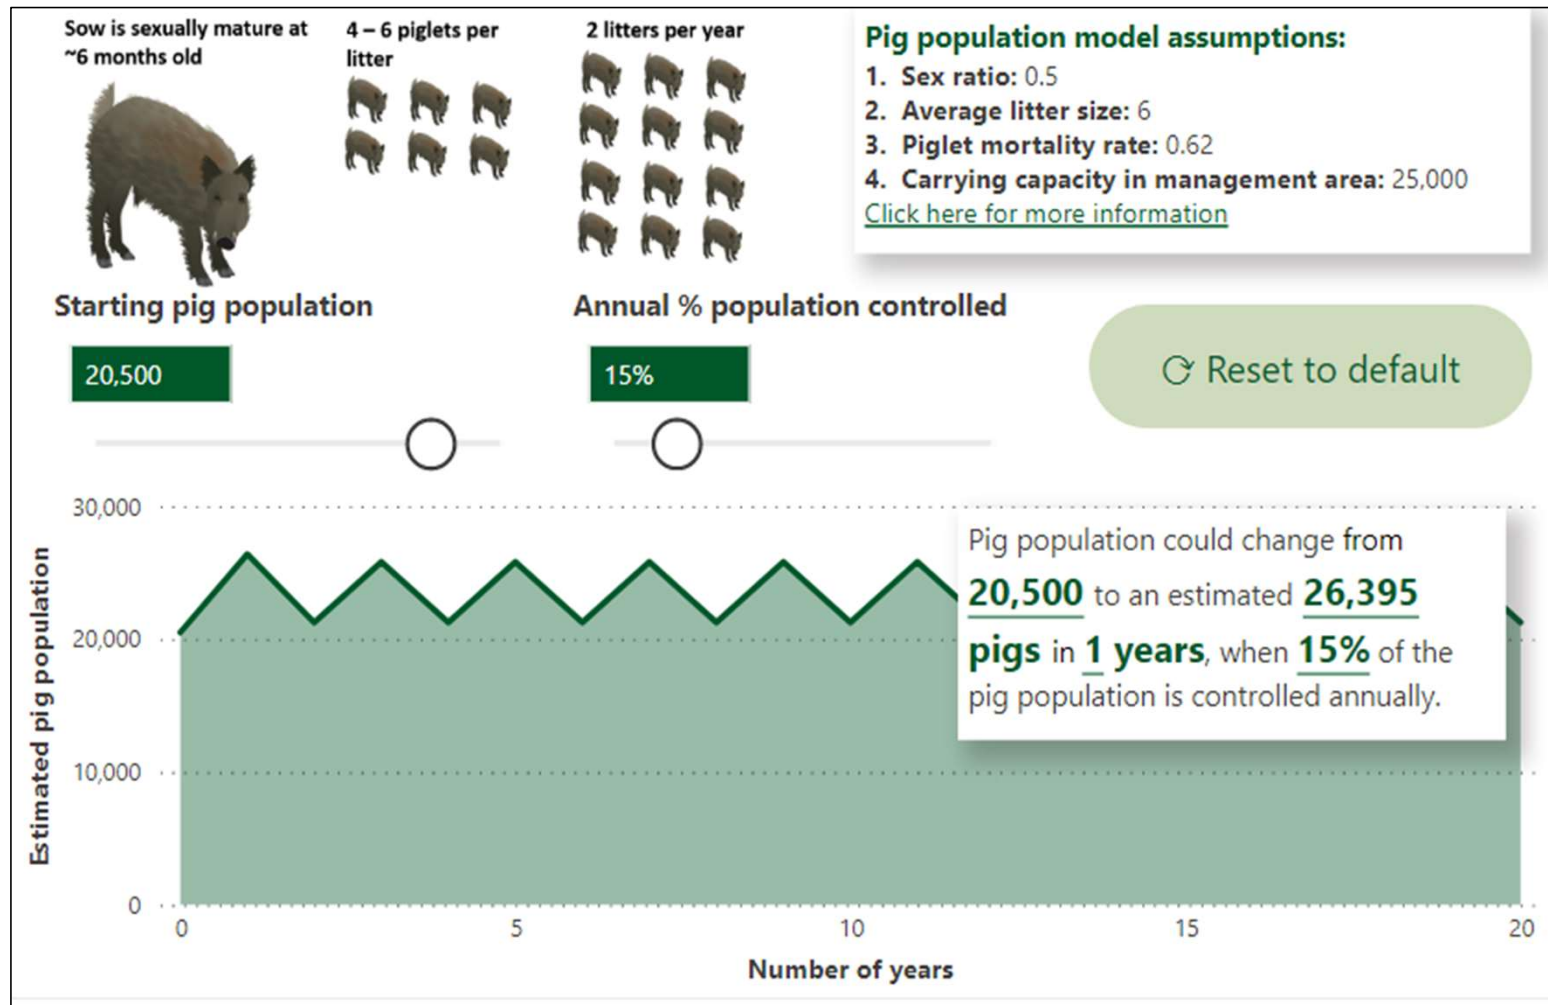 Sow is sexually mature at
~6 months old
4 – 6 piglets per
litter
2 litters per year
Pig population model assumptions:
1. Sex ratio: 0.5
2. Average litter size: 6
3. Piglet mortality rate: 0.62
4. Carrying capacity in management area: 25,000
Click here for more information
Starting pig population
20,500
Annual % population controlled
15%
Reset to default
Estimated pig population
30,000
20,000
10,000
0
Pig population could change from
20,500 to an estimated 26,395
pigs in 1 years, when 15% of the
pig population is controlled annually.
0 5 10 15 20
Number of years